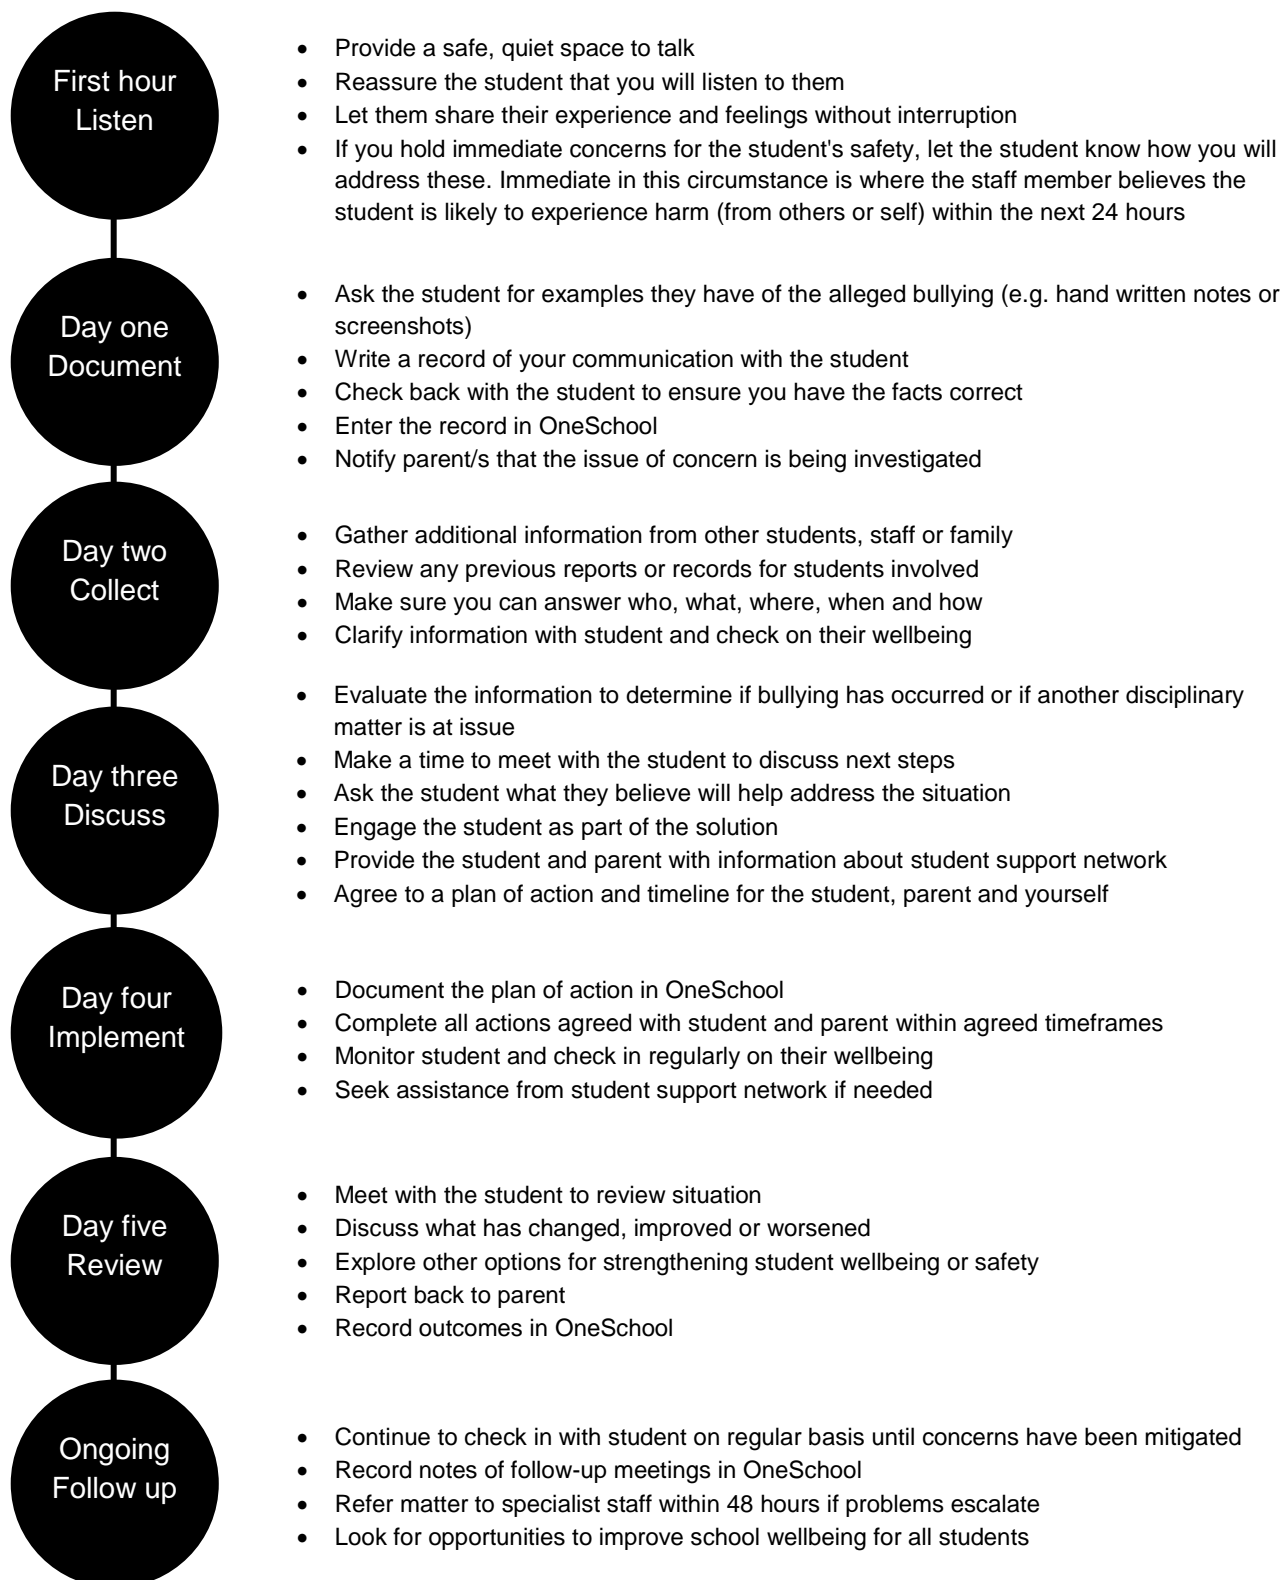 First hour
Listen
• Provide a safe, quiet space to talk
• Reassure the student that you will listen to them
• Let them share their experience and feelings without interruption
• If you hold immediate concerns for the student's safety, let the student know how you will
address these. Immediate in this circumstance is where the staff member believes the
student is likely to experience harm (from others or self) within the next 24 hours
Day one
Document
• Ask the student for examples they have of the alleged bullying (e.g. hand written notes or
screenshots)
• Write a record of your communication with the student
• Check back with the student to ensure you have the facts correct
• Enter the record in OneSchool
• Notify parent/s that the issue of concern is being investigated
Day two
Collect
• Gather additional information from other students, staff or family
• Review any previous reports or records for students involved
• Make sure you can answer who, what, where, when and how
• Clarify information with student and check on their wellbeing
Day three
Discuss
• Evaluate the information to determine if bullying has occurred or if another disciplinary
matter is at issue
• Make a time to meet with the student to discuss next steps
• Ask the student what they believe will help address the situation
• Engage the student as part of the solution
• Provide the student and parent with information about student support network
• Agree to a plan of action and timeline for the student, parent and yourself
Day four
Implement
• Document the plan of action in OneSchool
• Complete all actions agreed with student and parent within agreed timeframes
• Monitor student and check in regularly on their wellbeing
• Seek assistance from student support network if needed
Day five
Review
• Meet with the student to review situation
• Discuss what has changed, improved or worsened
• Explore other options for strengthening student wellbeing or safety
• Report back to parent
• Record outcomes in OneSchool
Ongoing
Follow up
• Continue to check in with student on regular basis until concerns have been mitigated
• Record notes of follow-up meetings in OneSchool
• Refer matter to specialist staff within 48 hours if problems escalate
• Look for opportunities to improve school wellbeing for all students